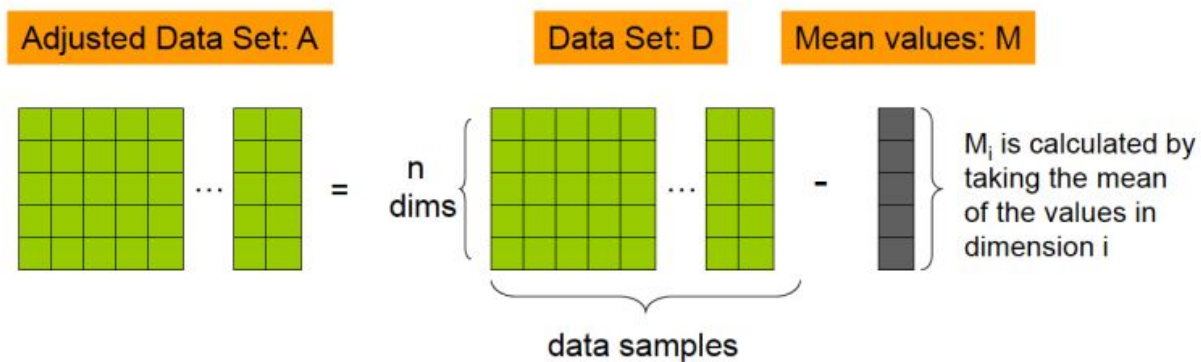 Adjusted Data Set: A
Data Set: D
Mean values: M
...
=
n
dims
...
-
Mᵢ is calculated by
taking the mean
of the values in
dimension i
data samples